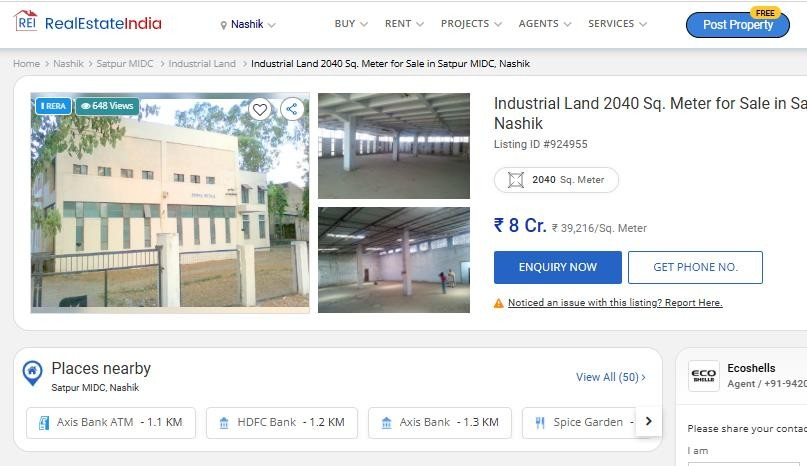 REI RealEstateIndia
Nashik
BUY
RENT
PROJECTS
AGENTS
SERVICES
FREE
Post Property
Home > Nashik > Satpur MIDC > Industrial Land > Industrial Land 2040 Sq. Meter for Sale in Satpur MIDC, Nashik
RERA
648 Views
Industrial Land 2040 Sq. Meter for Sale in Sa
Nashik
Listing ID #924955
2040 Sq. Meter
₹ 8 Cr. ₹ 39,216/Sq. Meter
ENQUIRY NOW
GET PHONE NO.
Noticed an issue with this listing? Report Here.
Places nearby
Satpur MIDC, Nashik
View All (50) >
Axis Bank ATM - 1.1 KM
HDFC Bank - 1.2 KM
Axis Bank - 1.3 KM
Spice Garden -
ECO
SHELLS
Ecoshells
Agent / +91-9420
Please share your contac
I am